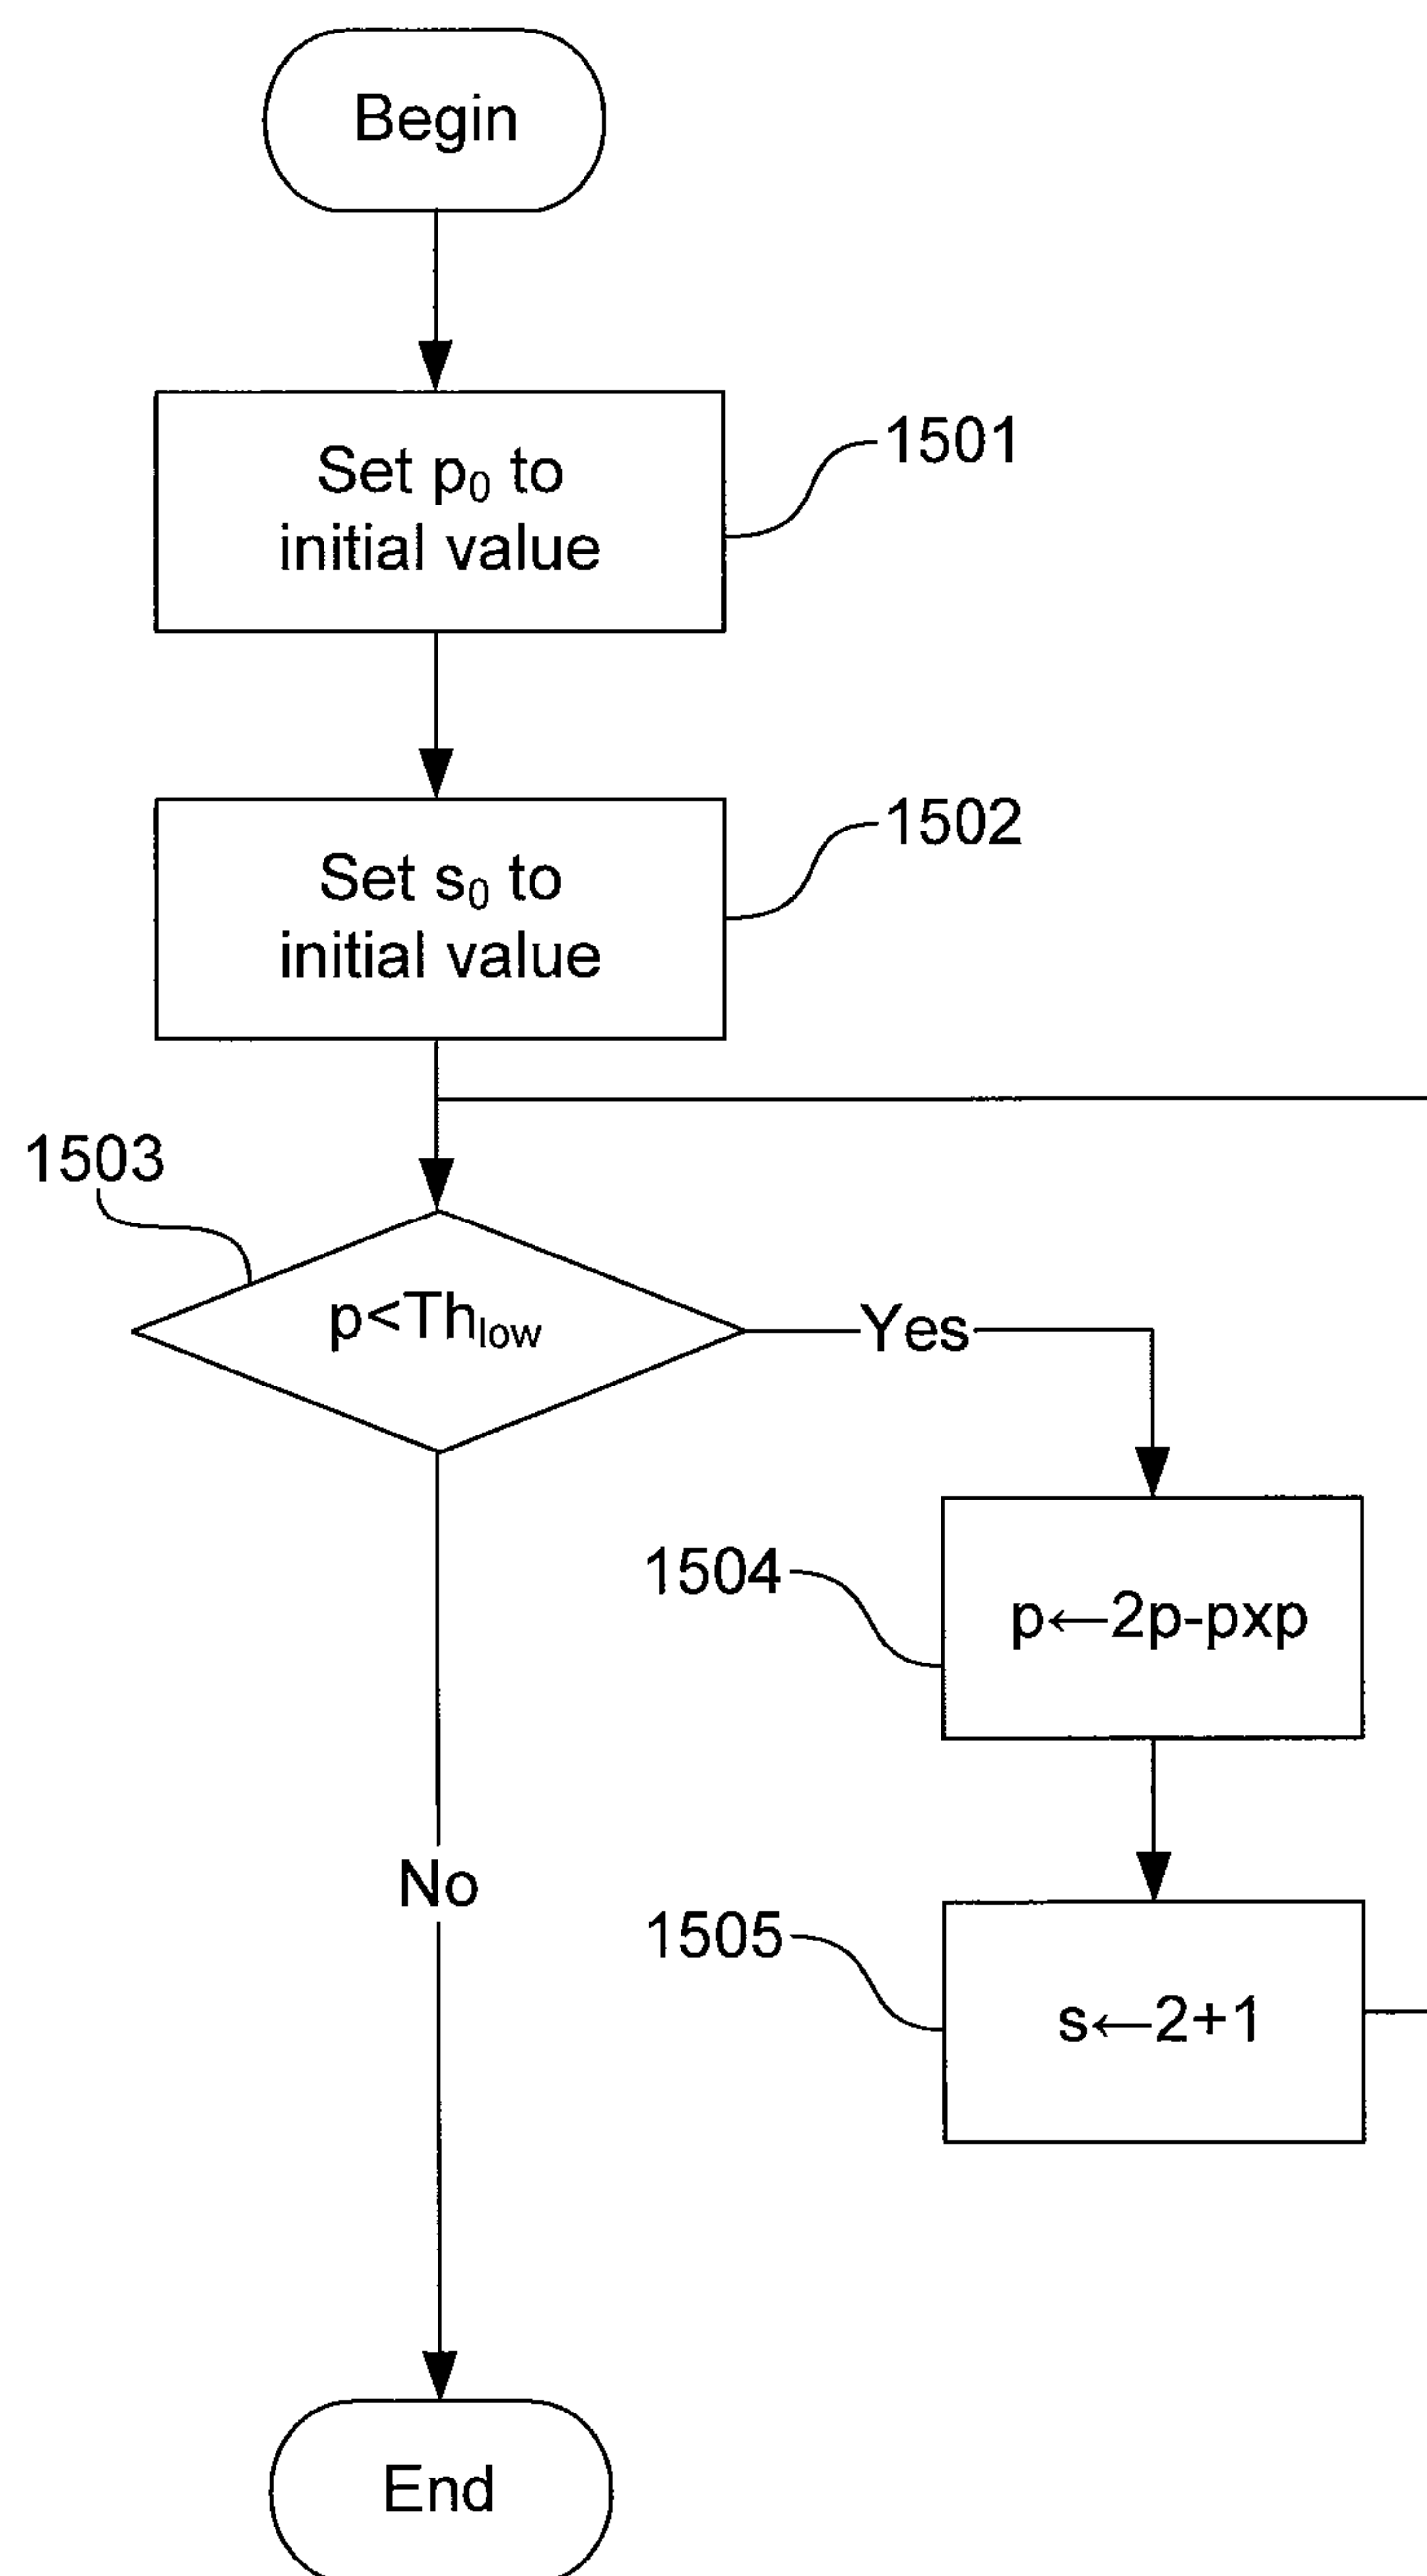 Begin
Set p₀ to
initial value
1501
Set s₀ to
initial value
1502
1503
p<Thlow
Yes
1504
p←2p-pxp
No
1505
s←2+1
End